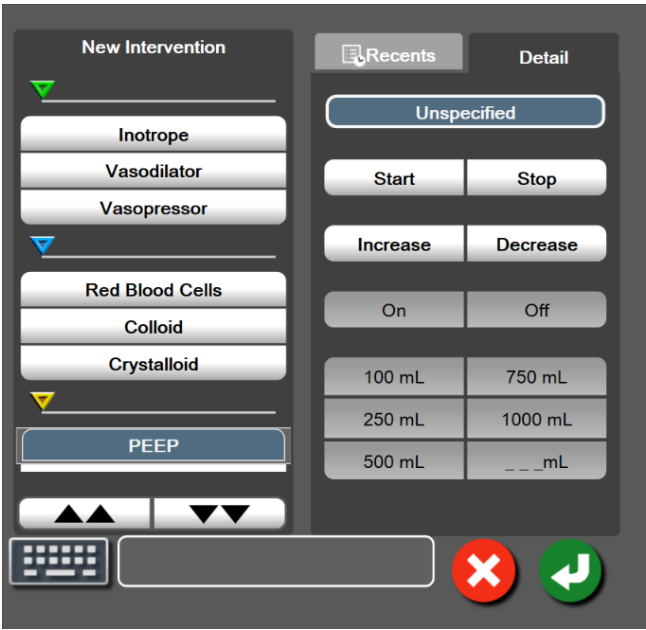 New Intervention
Inotrope
Vasodilator
Vasopressor
Red Blood Cells
Colloid
Crystalloid
PEEP
Recents Detail
Unspecified
Start Stop
Increase Decrease
On Off
100 mL 750 mL
250 mL 1000 mL
500 mL _ _ _mL